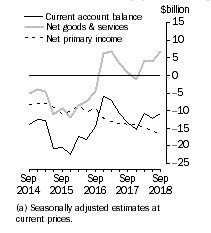 Current account balance
Net goods & services
Net primary income
$billion
15
10
5
0
−5
−10
−15
−20
−25
Sep Sep Sep Sep Sep
2014 2015 2016 2017 2018
(a) Seasonally adjusted estimates at
current prices.